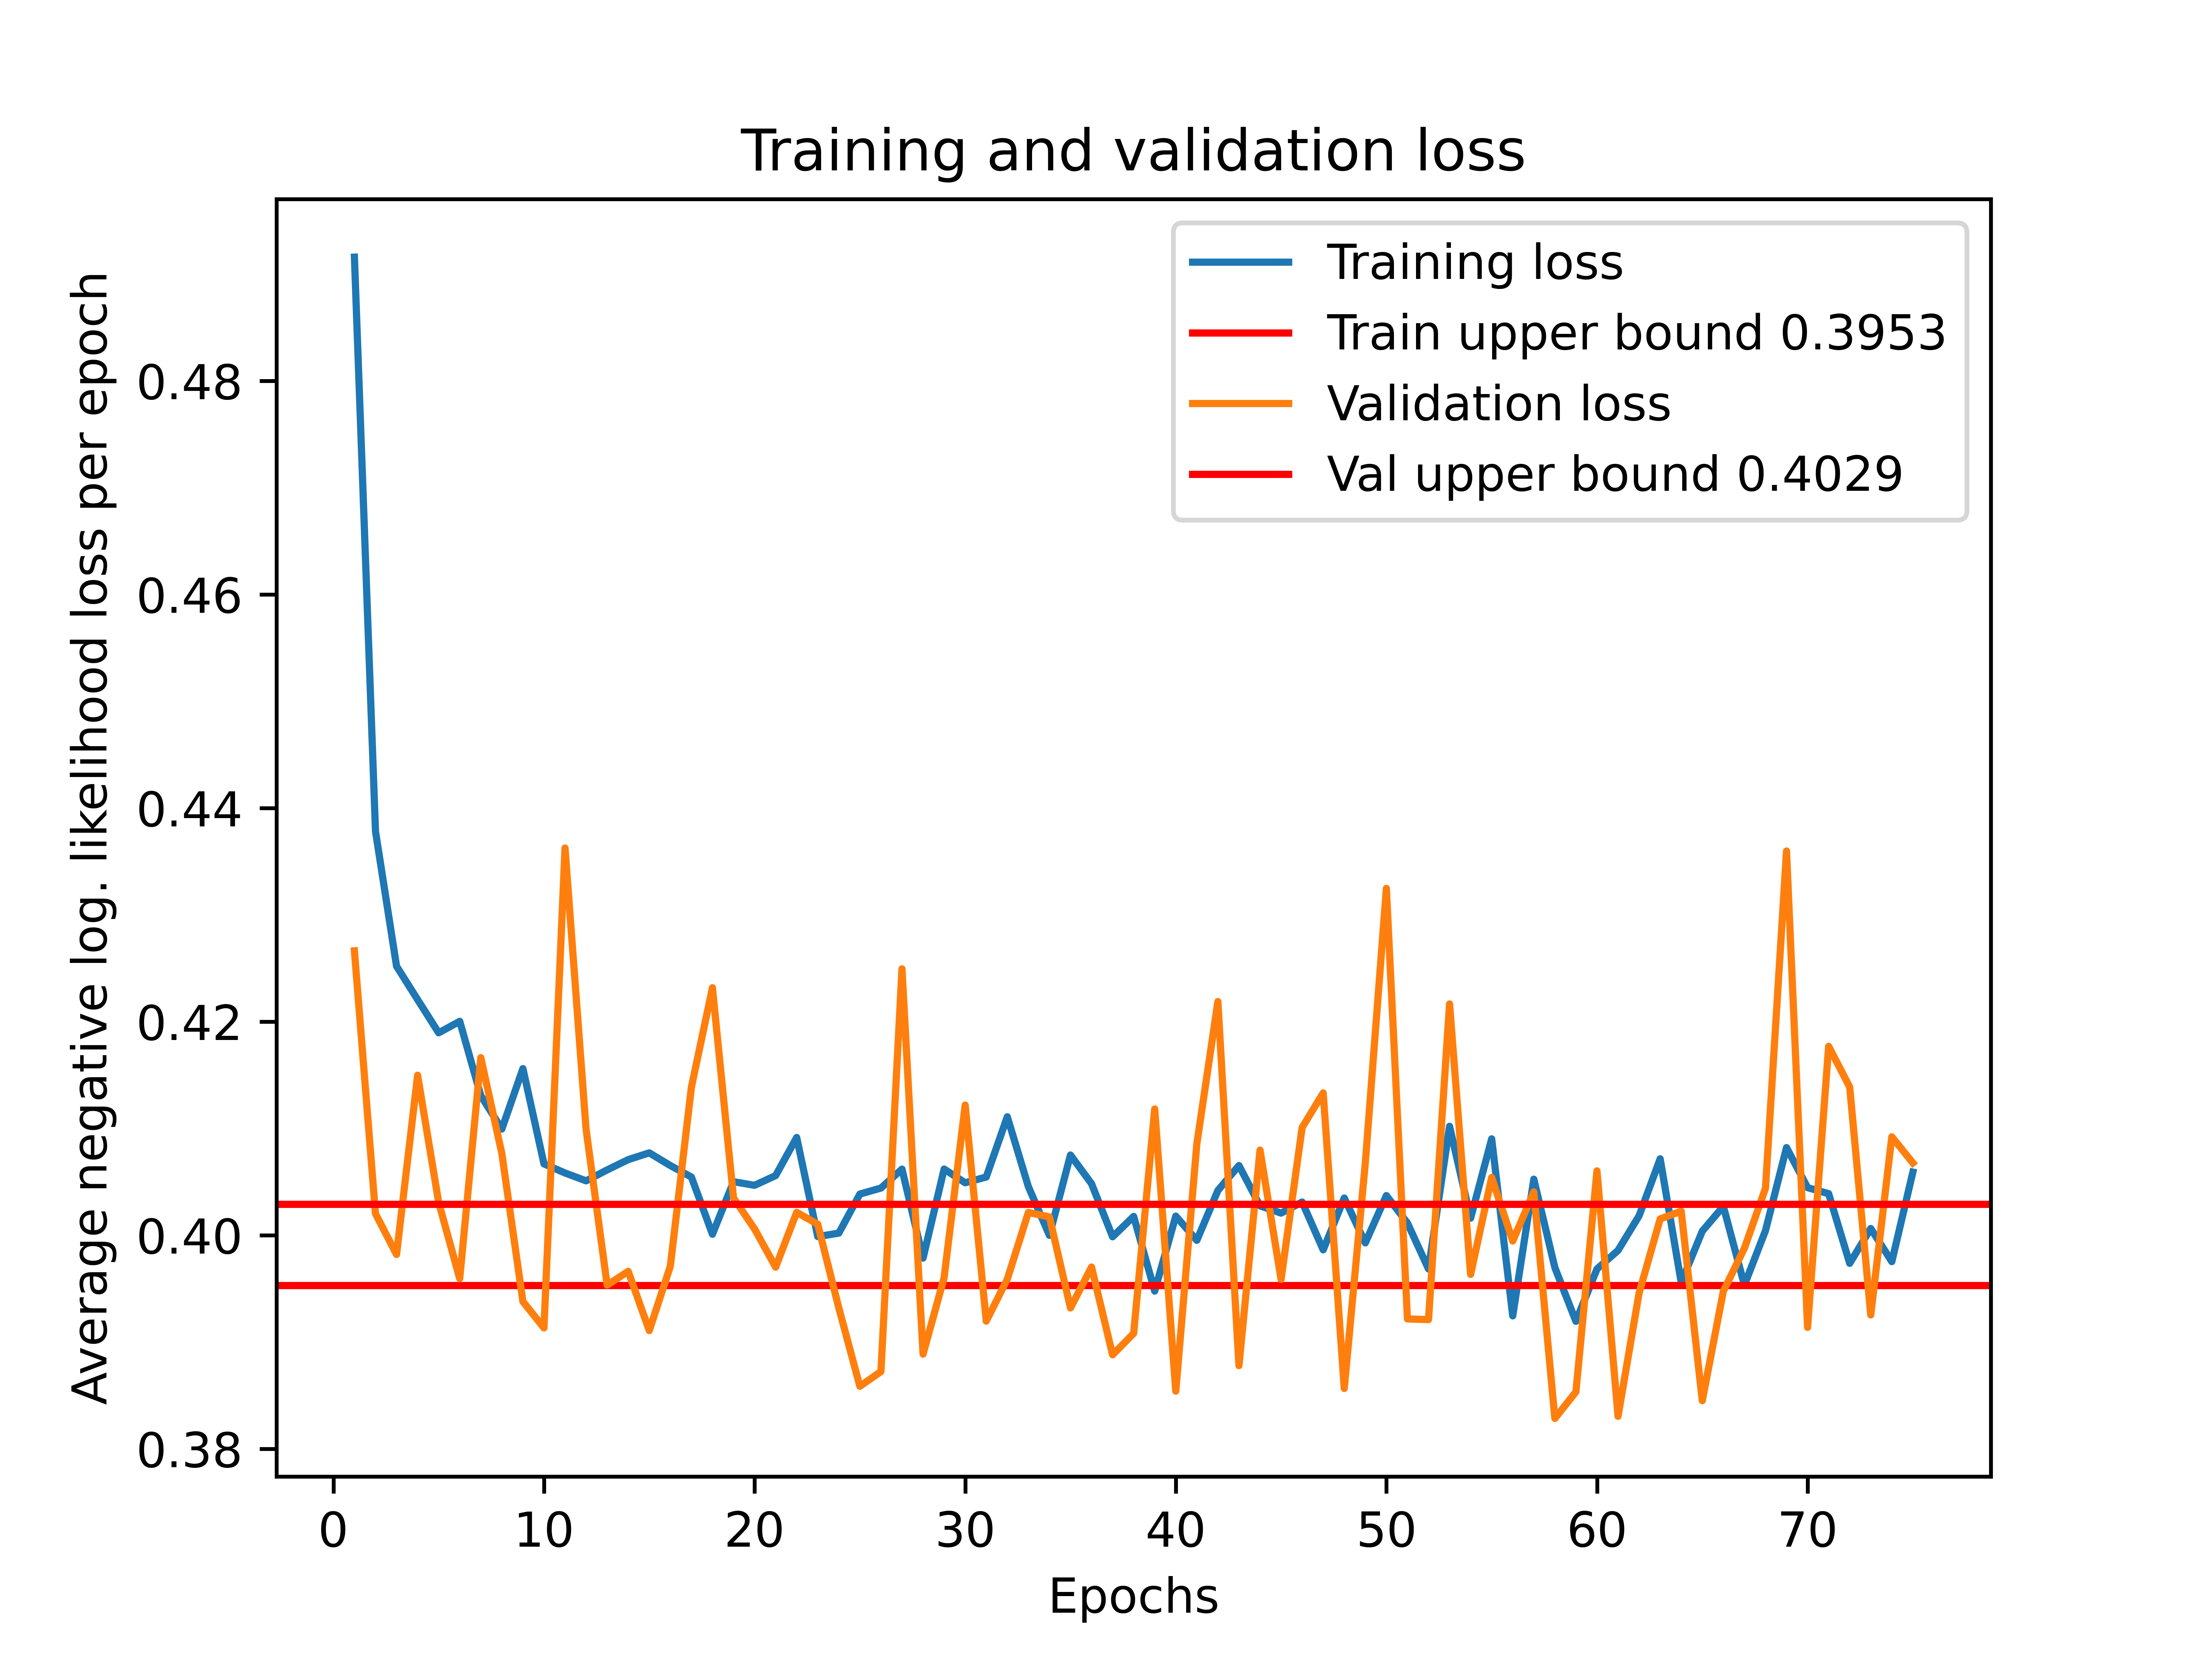 Training and validation loss
Training loss
Train upper bound 0.3953
Validation loss
Val upper bound 0.4029
Average negative log. likelihood loss per epoch
0.48
0.46
0.44
0.42
0.40
0.38
0 10 20 30 40 50 60 70
Epochs